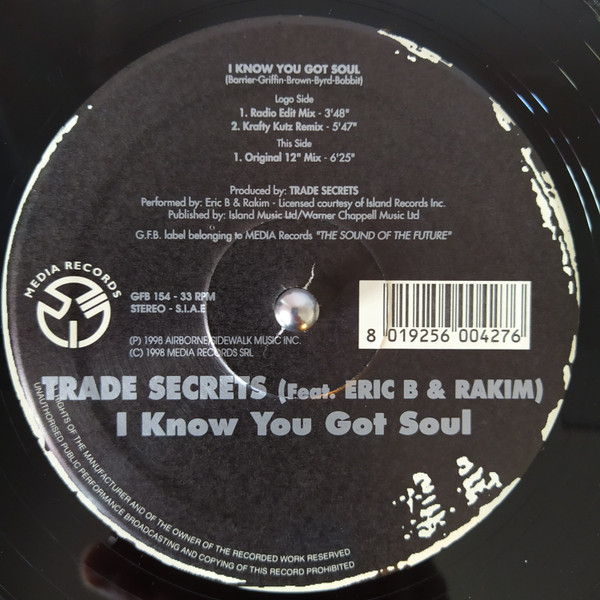 I KNOW YOU GOT SOUL
(Barrier-Griffin-Brown-Byrd-Bobbit)
Logo Side
1. Radio Edit Mix - 3'48"
2. Krafty Kutz Remix - 5'47"
This Side
1. Original 12" Mix - 6'25"
Produced by: TRADE SECRETS
Performed by: Eric B & Rakim - Licensed courtesy of Island Records Inc.
Published by: Island Music Ltd/Warner Chappell Music Ltd
G.F.B. label belonging to MEDIA Records "THE SOUND OF THE FUTURE"
MEDIA RECORDS
GFB 154 - 33 RPM
STEREO - S.I.A.E
8 019256 004276
(P) 1998 AIRBORNE/SIDEWALK MUSIC INC.
(C) 1998 MEDIA RECORDS SRL
TRADE SECRETS (Feat. ERIC B & RAKIM)
I Know You Got Soul
RIGHTS OF THE MANUFACTURER AND OF THE OWNER OF THE RECORDED WORK RESERVED
UNAUTHORISED PUBLIC PERFORMANCE BROADCASTING AND COPYING OF THIS RECORD PROHIBITED